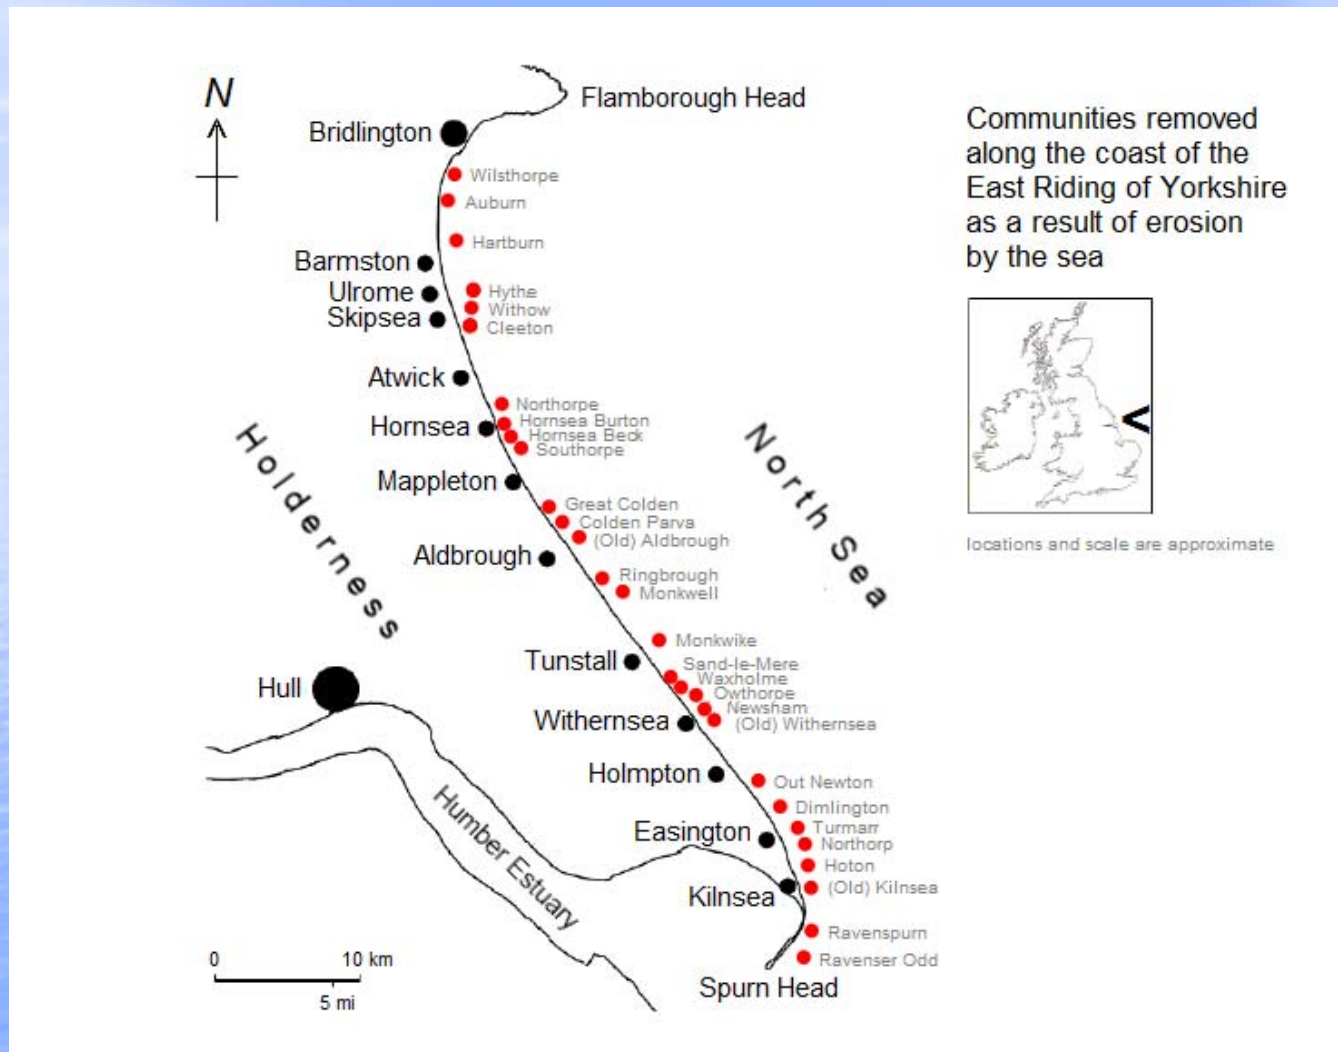 N
Flamborough Head
Bridlington
Wilsthorpe
Auburn
Hartburn
Barmston
Ulrome
Hythe
Withow
Skipsea
Cleeton
Atwick
Northorpe
Hornsea
Hornsea Burton
Hornsea Beck
Southorpe
Mappleton
Great Colden
Colden Parva
(Old) Aldbrough
Aldbrough
Ringbrough
Monkwell
Holderness
North Sea
Monkwike
Tunstall
Sand-le-Mere
Waxholme
Owthorpe
Newsham
(Old) Withernsea
Hull
Withernsea
Holmpton
Out Newton
Dimlington
Turmarr
Easington
Northorp
Hoton
(Old) Kilnsea
Kilnsea
Humber Estuary
Ravenspurn
Ravenser Odd
Spurn Head
0 10 km
5 mi
Communities removed
along the coast of the
East Riding of Yorkshire
as a result of erosion
by the sea
locations and scale are approximate